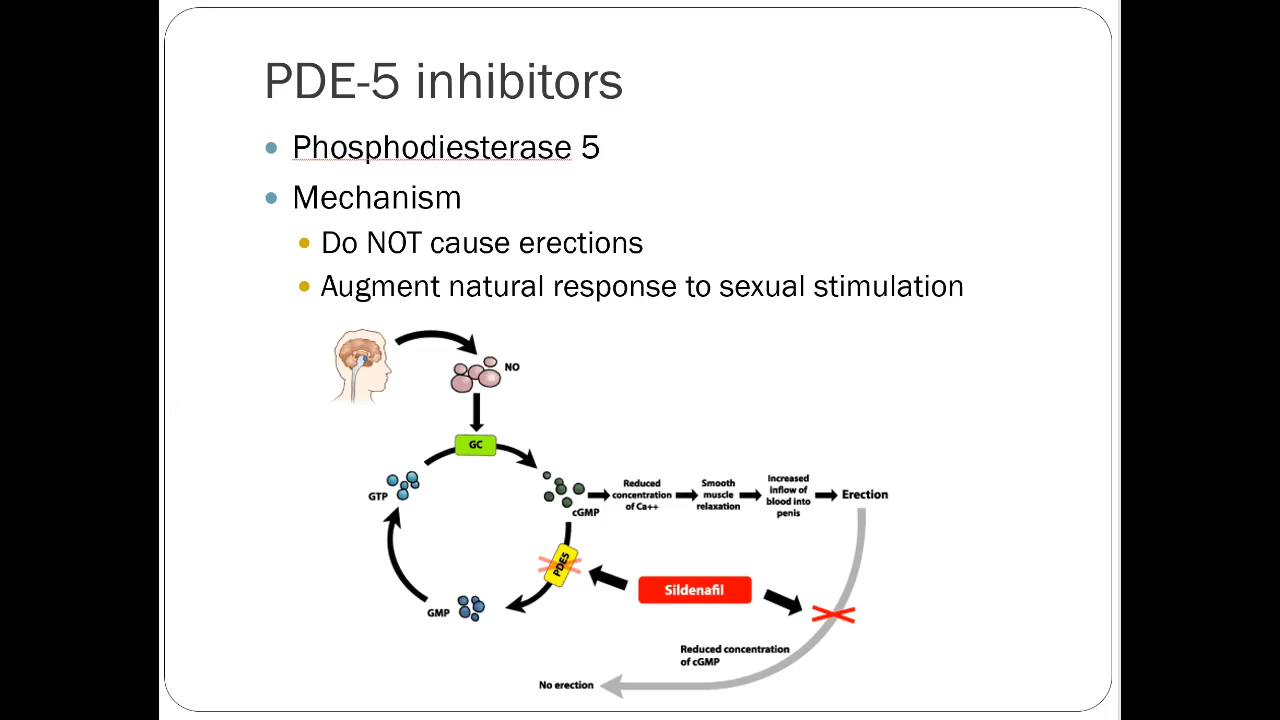 PDE-5 inhibitors
Phosphodiesterase 5
Mechanism
Do NOT cause erections
Augment natural response to sexual stimulation
NO
GC
GTP
cGMP
Reduced
concentration
of Ca++
Smooth
muscle
relaxation
Increased
inflow of
blood into
penis
Erection
PDE5
Sildenafil
GMP
Reduced concentration
of cGMP
No erection